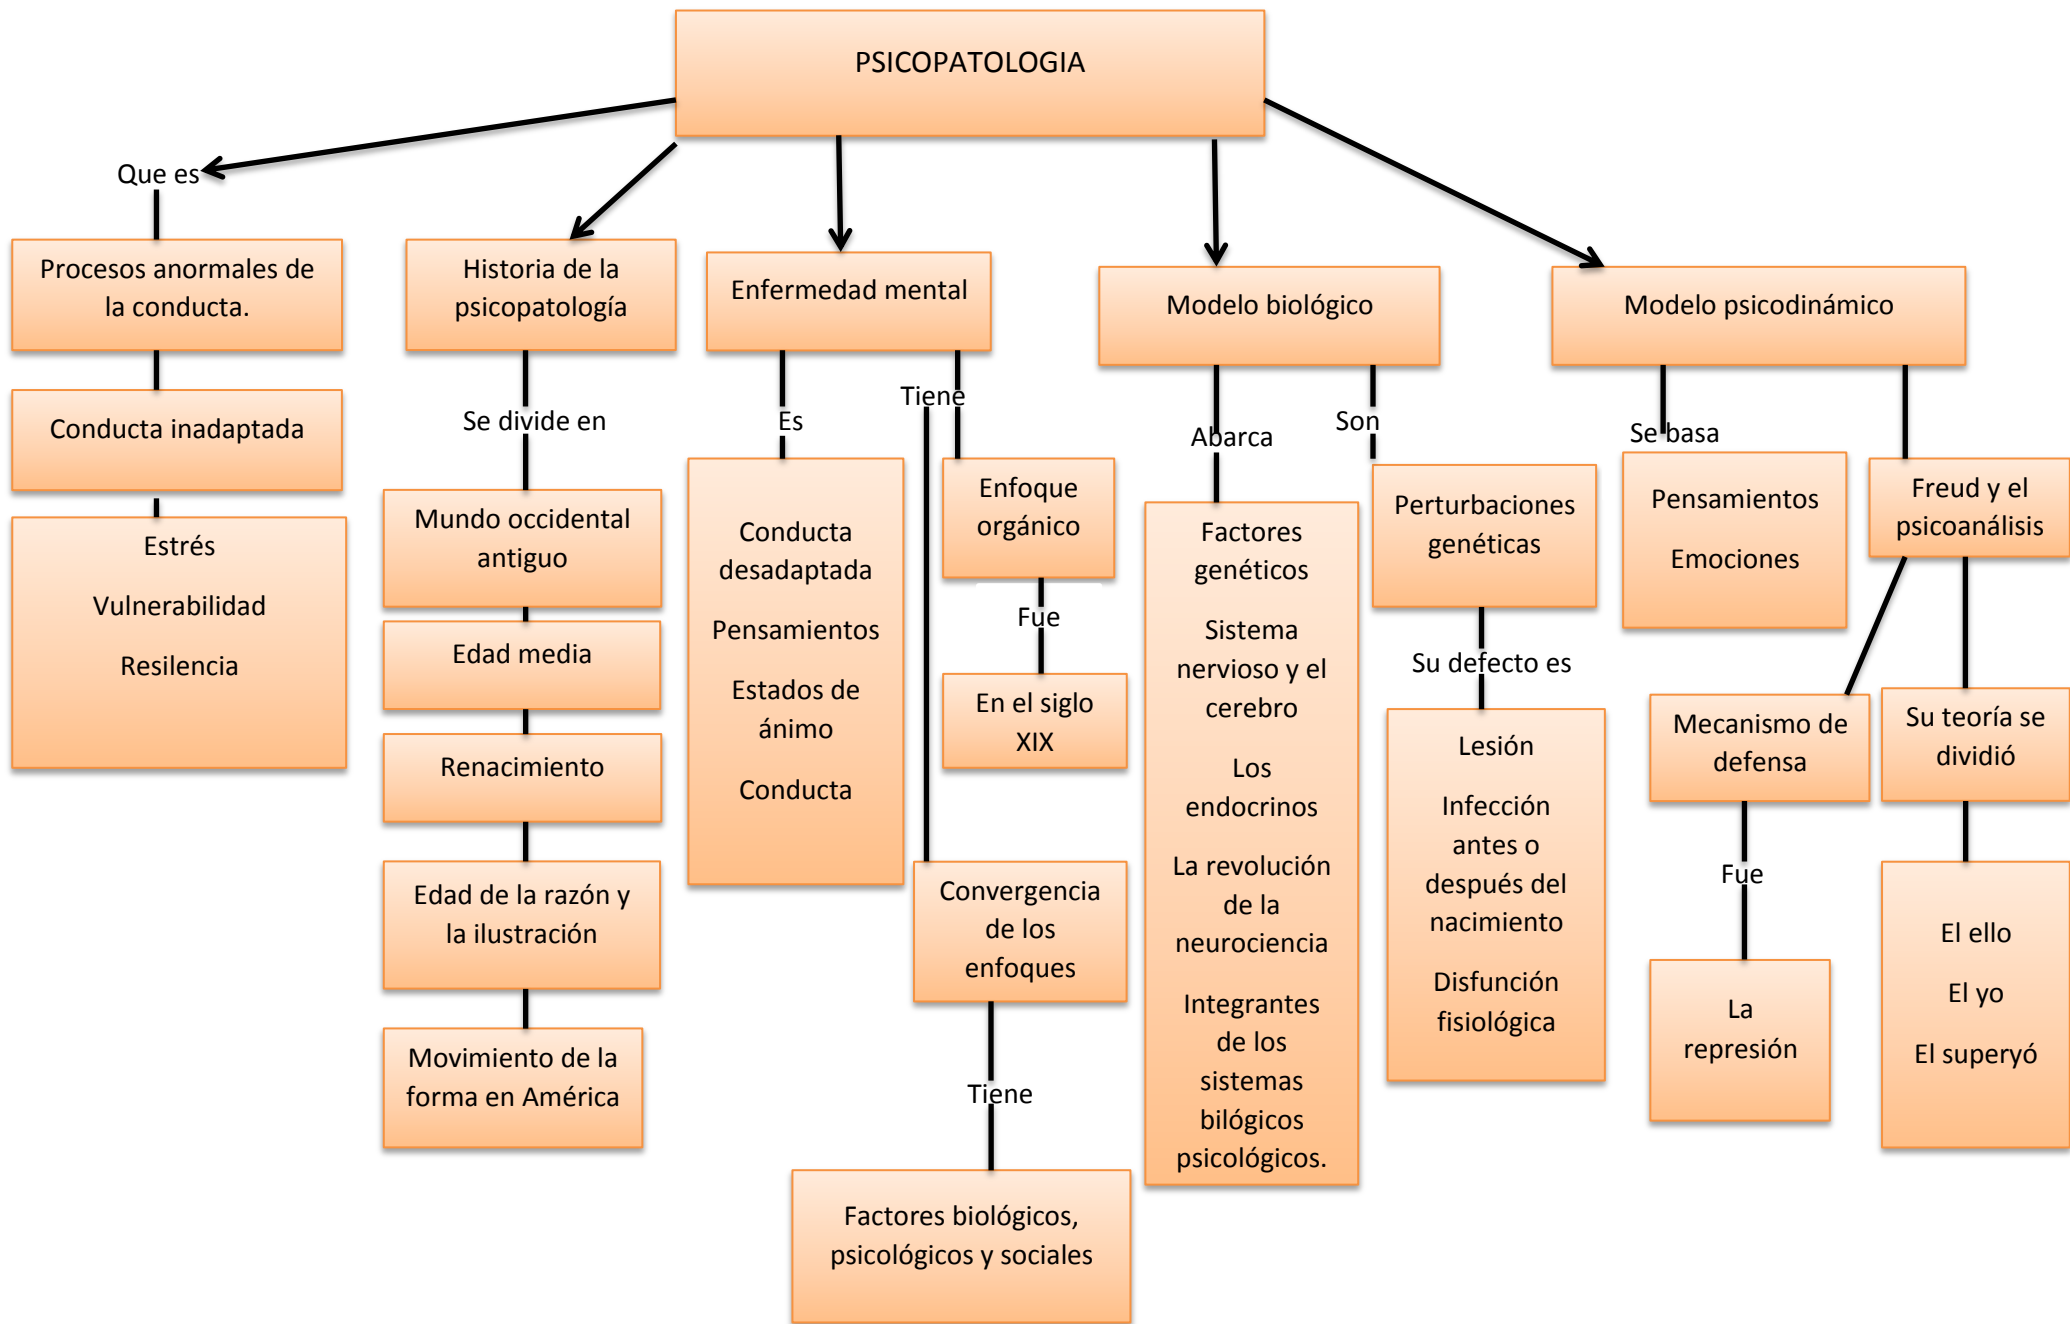 PSICOPATOLOGIA
Que es
Procesos anormales de
la conducta.
Conducta inadaptada
Estrés
Vulnerabilidad
Resilencia
Historia de la
psicopatología
Se divide en
Mundo occidental
antiguo
Edad media
Renacimiento
Edad de la razón y
la ilustración
Movimiento de la
forma en América
Enfermedad mental
Es
Conducta
desadaptada
Pensamientos
Estados de
ánimo
Conducta
Tiene
Enfoque
orgánico
Fue
En el siglo
XIX
Convergencia
de los
enfoques
Tiene
Factores biológicos,
psicológicos y sociales
Modelo biológico
Abarca
Factores
genéticos
Sistema
nervioso y el
cerebro
Los
endocrinos
La revolución
de la
neurociencia
Integrantes
de los
sistemas
bilógicos
psicológicos.
Son
Perturbaciones
genéticas
Su defecto es
Lesión
Infección
antes o
después del
nacimiento
Disfunción
fisiológica
Modelo psicodinámico
Se basa
Pensamientos
Emociones
Freud y el
psicoanálisis
Mecanismo de
defensa
Fue
La
represión
Su teoría se
dividió
El ello
El yo
El superyó